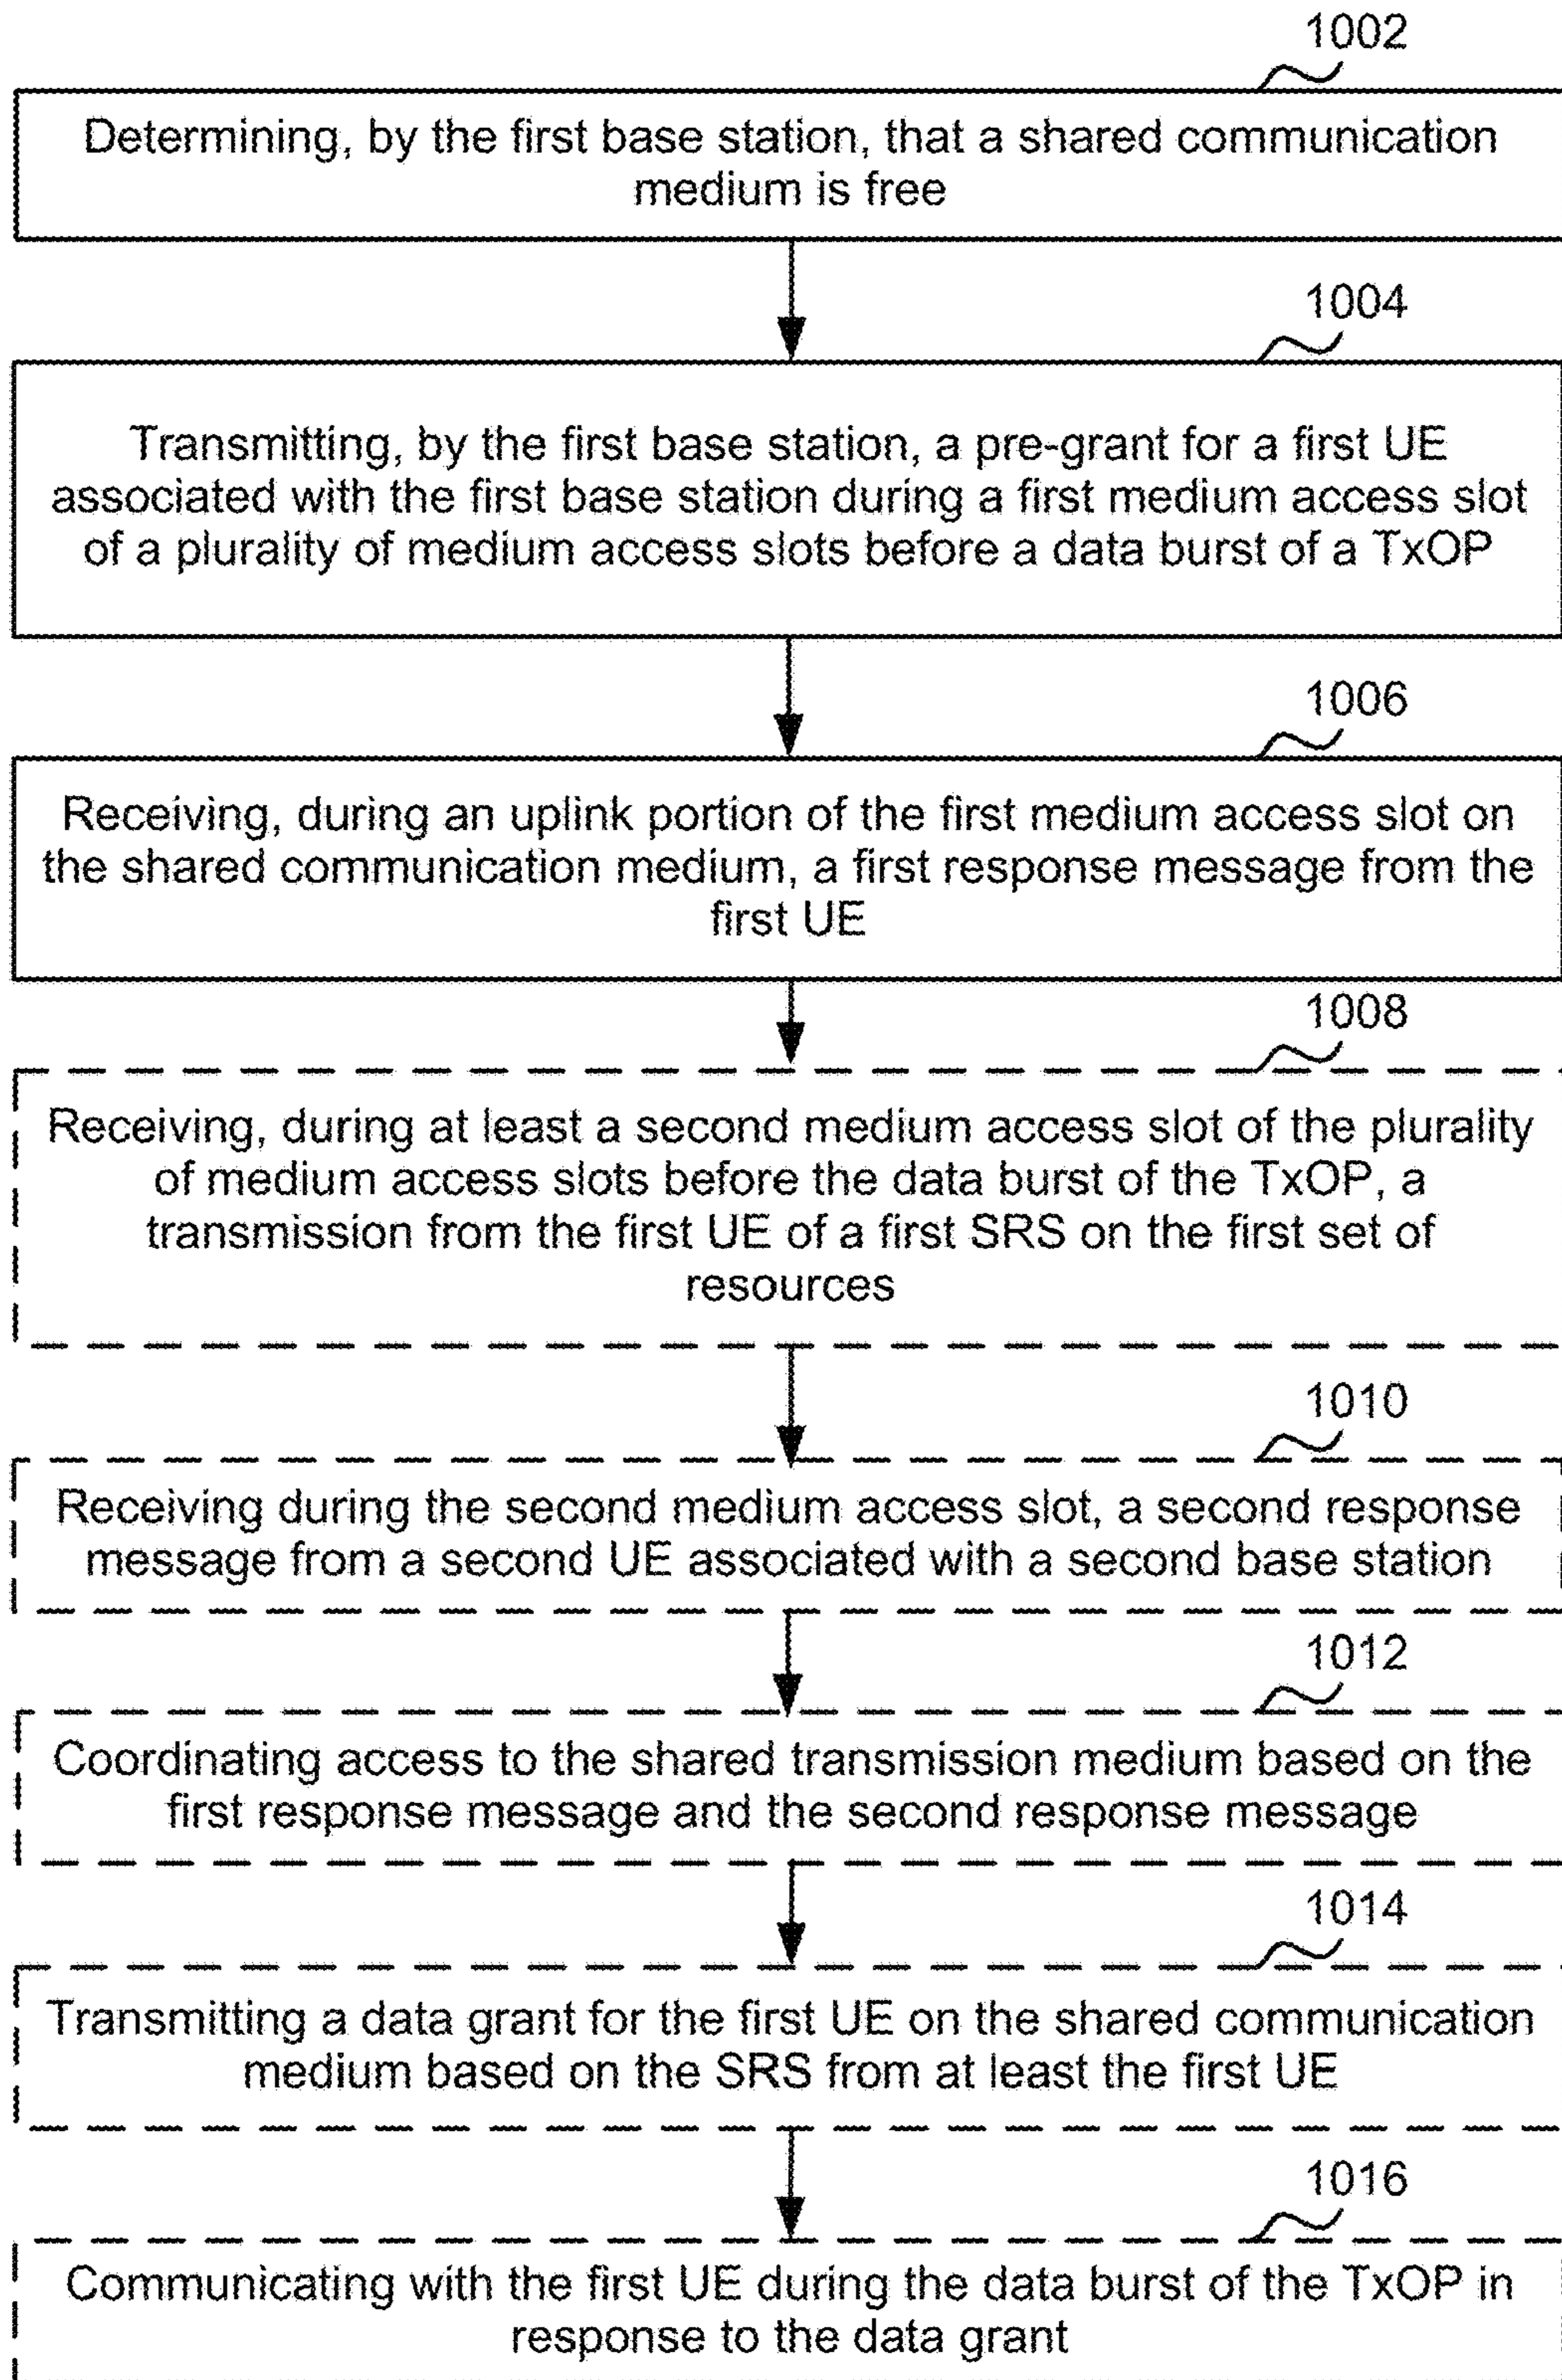 1002
Determining, by the first base station, that a shared communication
medium is free
1004
Transmitting, by the first base station, a pre-grant for a first UE
associated with the first base station during a first medium access slot
of a plurality of medium access slots before a data burst of a TxOP
1006
Receiving, during an uplink portion of the first medium access slot on
the shared communication medium, a first response message from the
first UE
1008
Receiving, during at least a second medium access slot of the plurality
of medium access slots before the data burst of the TxOP, a
transmission from the first UE of a first SRS on the first set of
resources
1010
Receiving during the second medium access slot, a second response
message from a second UE associated with a second base station
1012
Coordinating access to the shared transmission medium based on the
first response message and the second response message
1014
Transmitting a data grant for the first UE on the shared communication
medium based on the SRS from at least the first UE
1016
Communicating with the first UE during the data burst of the TxOP in
response to the data grant